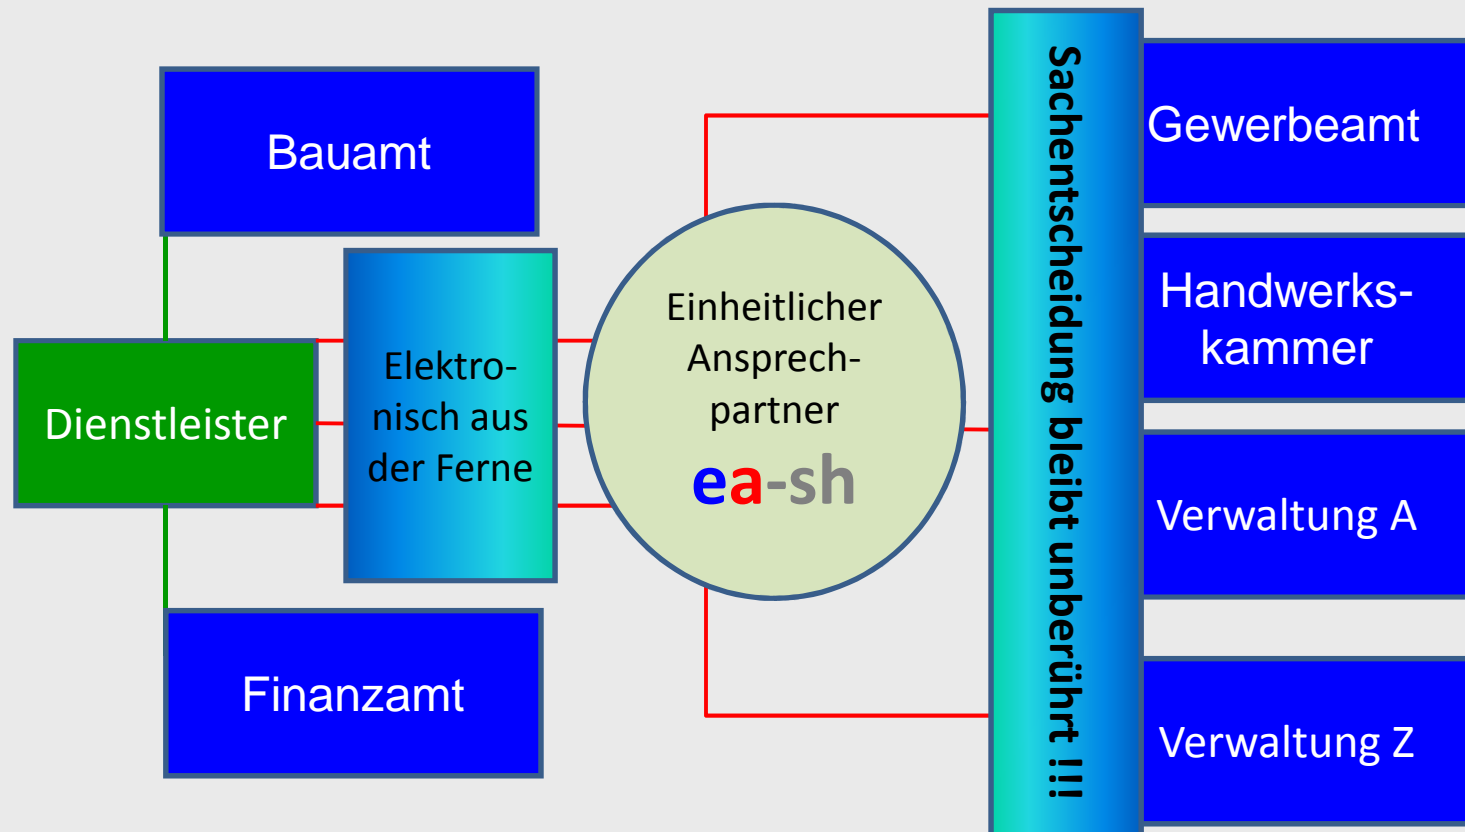 Bauamt
Dienstleister
Finanzamt
Elektro-
nisch aus
der Ferne
Einheitlicher
Ansprech-
partner
ea-sh
Sachentscheidung bleibt unberührt !!!
Gewerbeamt
Handwerks-
kammer
Verwaltung A
Verwaltung Z